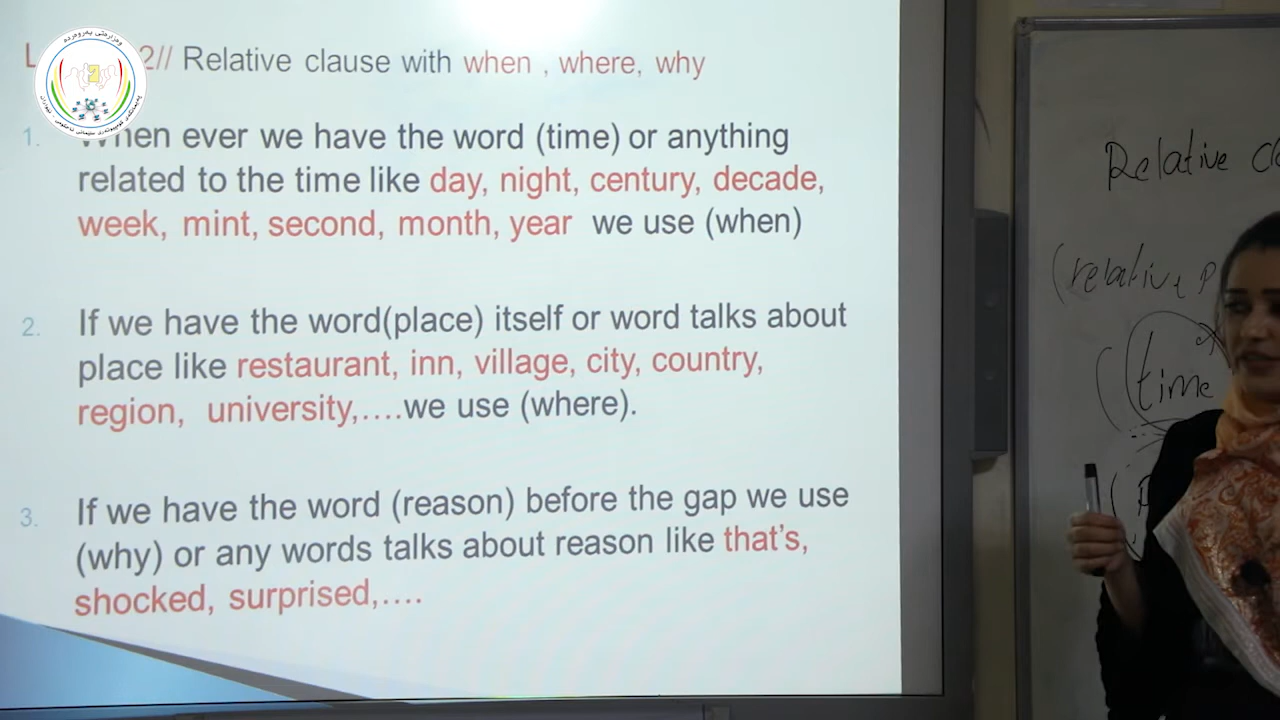 2// Relative clause with when , where, why
1. When ever we have the word (time) or anything
related to the time like day, night, century, decade,
week, mint, second, month, year we use (when)
2. If we have the word(place) itself or word talks about
place like restaurant, inn, village, city, country,
region, university,....we use (where).
3. If we have the word (reason) before the gap we use
(why) or any words talks about reason like that's,
shocked, surprised,....
Relative cl
(relative p
(time